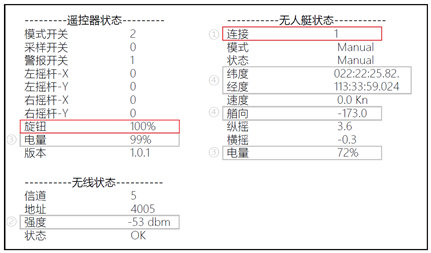 ----------遥控器状态----------
模式开关 2
采样开关 0
警报开关 1
左摇杆-X 0
左摇杆-Y 0
右摇杆-X 0
右摇杆-Y 0
旋钮 100%
③ 电量 99%
版本 1.0.1
----------无线状态----------
信道 5
地址 4005
② 强度 -53 dbm
状态 OK
----------无人艇状态----------
① 连接 1
模式 Manual
状态 Manual
④ 纬度 022:22:25.82.
经度 113:33:59.024
速度 0.0 Kn
④ 艏向 -173.0
纵摇 3.6
横摇 -0.3
③ 电量 72%